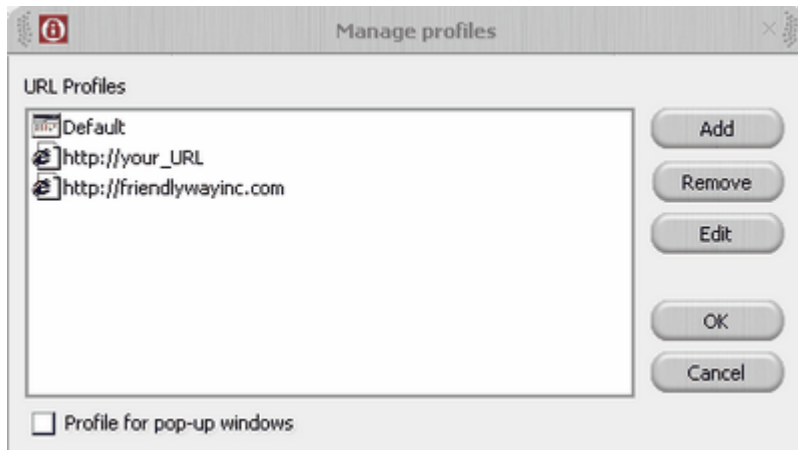 Manage profiles
URL Profiles
Default
http://your_URL
http://friendlywayinc.com
Add
Remove
Edit
OK
Cancel
Profile for pop-up windows